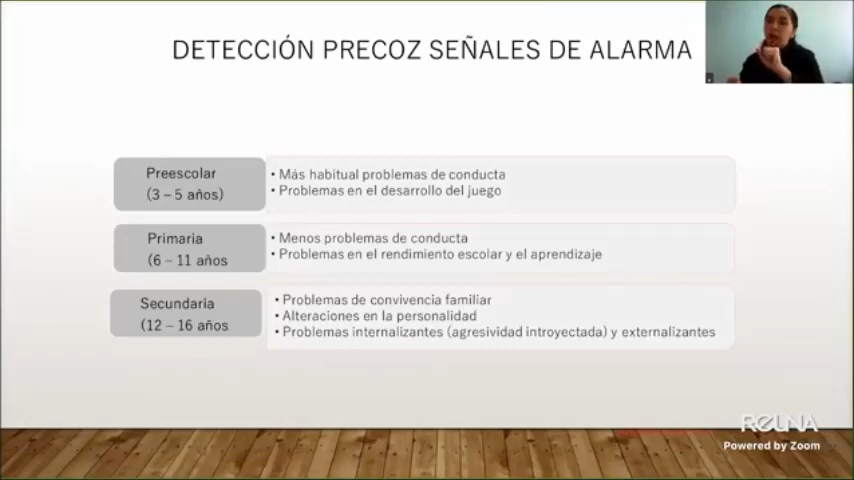 DETECCIÓN PRECOZ SEÑALES DE ALARMA
Preescolar
(3 – 5 años)
• Más habitual problemas de conducta
• Problemas en el desarrollo del juego
Primaria
(6 – 11 años
• Menos problemas de conducta
• Problemas en el rendimiento escolar y el aprendizaje
Secundaria
(12 – 16 años
• Problemas de convivencia familiar
• Alteraciones en la personalidad
• Problemas internalizantes (agresividad introyectada) y externalizantes
REUNA
Powered by Zoom